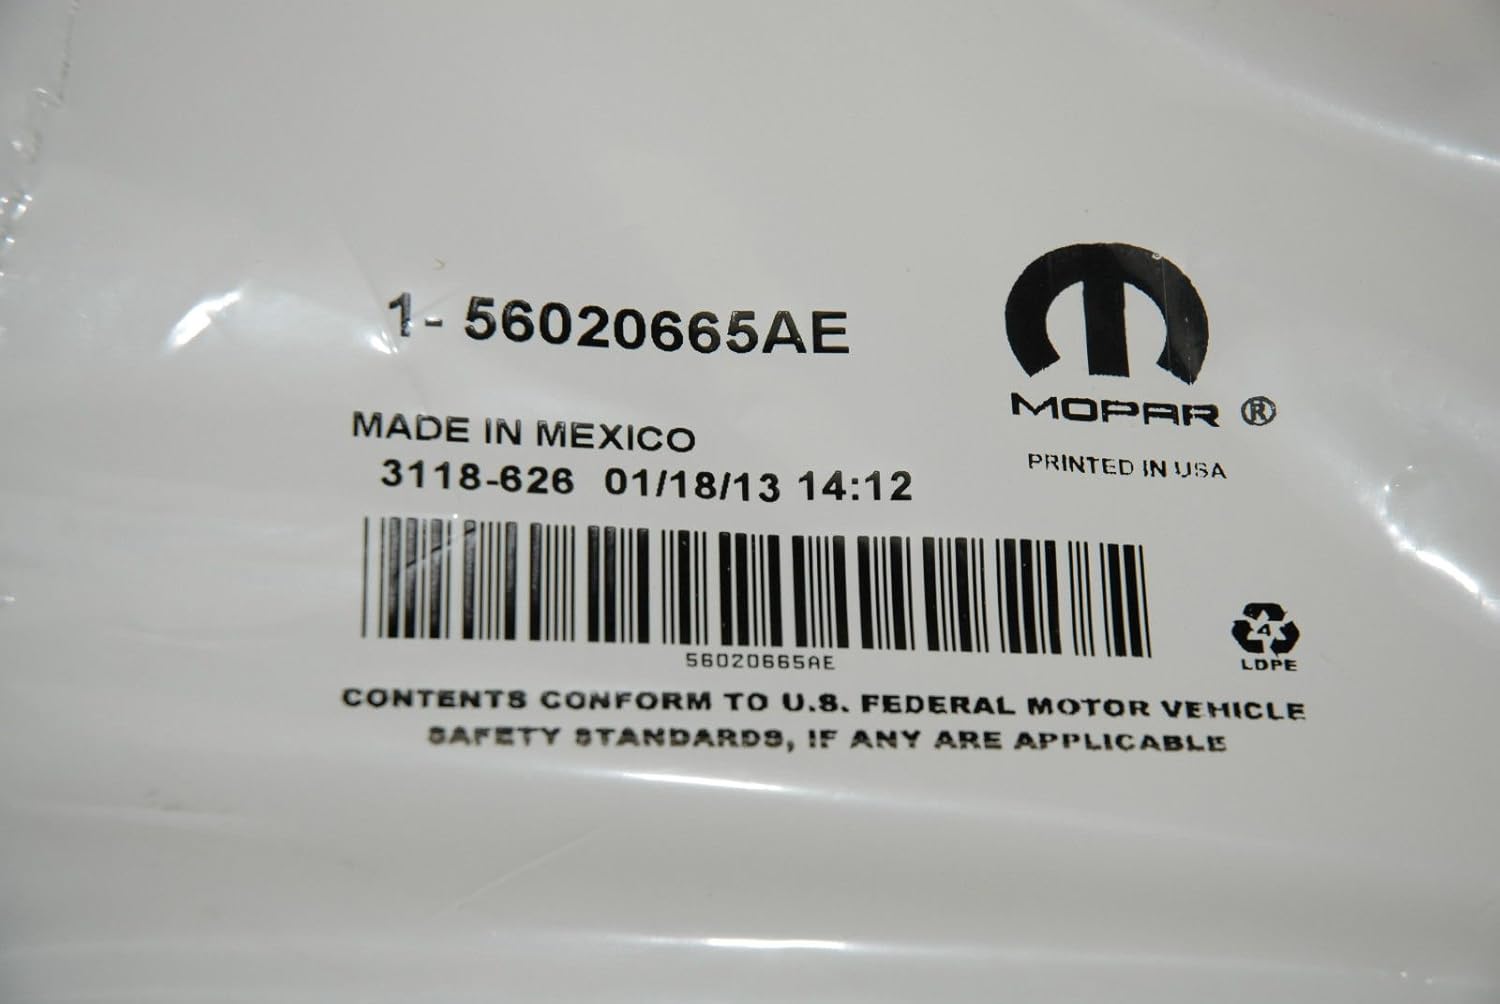 1- 56020665AE
MOPAR ®
MADE IN MEXICO
PRINTED IN USA
3118-626 01/18/13 14:12
56020665AE
4
LDPE
CONTENTS CONFORM TO U.S. FEDERAL MOTOR VEHICLE
SAFETY STANDARDS, IF ANY ARE APPLICABLE